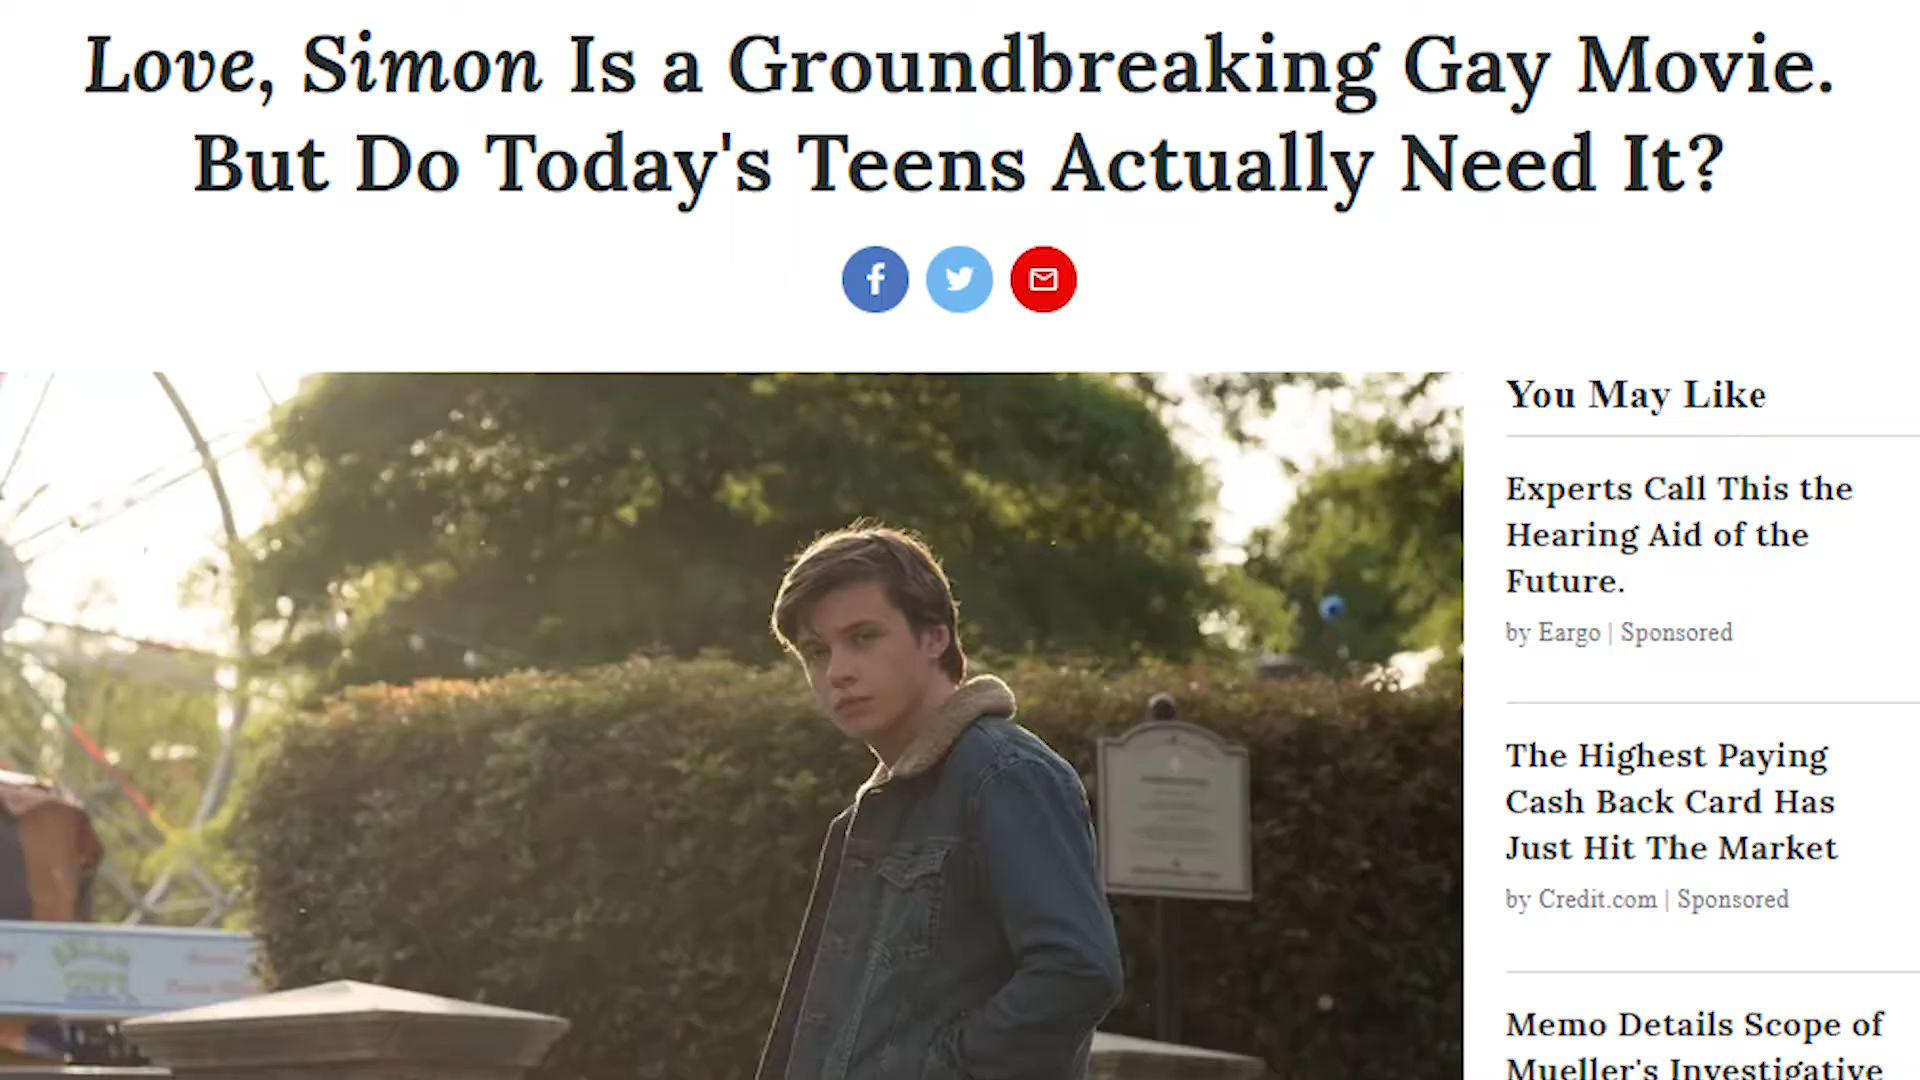 Love, Simon Is a Groundbreaking Gay Movie.
But Do Today's Teens Actually Need It?
You May Like
Experts Call This the
Hearing Aid of the
Future.
by Eargo | Sponsored
The Highest Paying
Cash Back Card Has
Just Hit The Market
by Credit.com | Sponsored
Memo Details Scope of
Mueller's Investigative